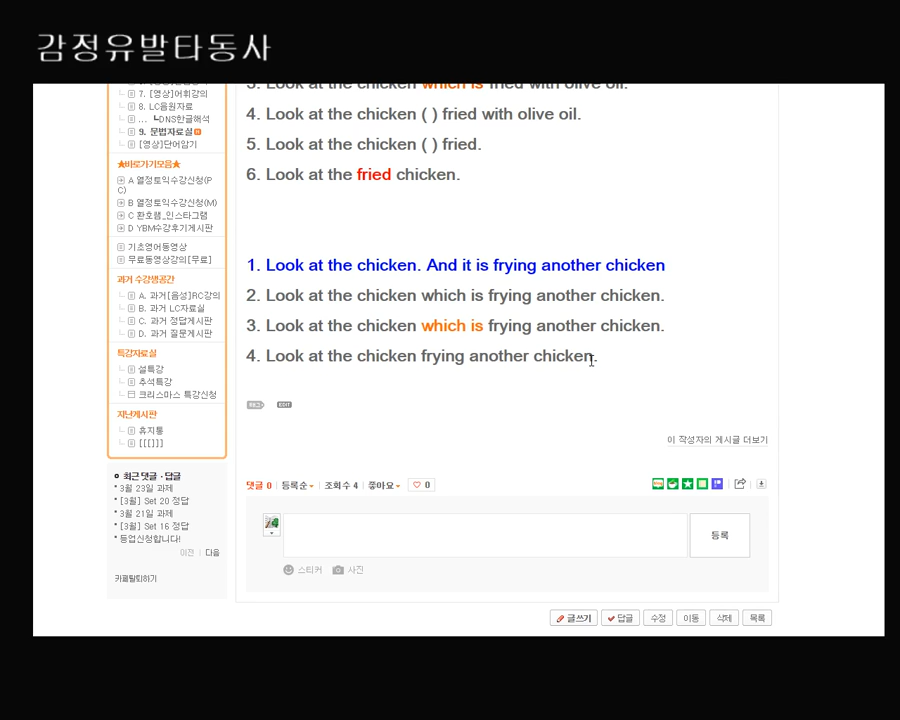 감정유발타동사
3. Look at the chicken which is fried with olive oil.
4. Look at the chicken ( ) fried with olive oil.
5. Look at the chicken ( ) fried.
6. Look at the fried chicken.
1. Look at the chicken. And it is frying another chicken
2. Look at the chicken which is frying another chicken.
3. Look at the chicken which is frying another chicken.
4. Look at the chicken frying another chicken.
EDIT
이 작성자의 게시글 더보기
댓글 0 등록순 조회수 4 좋아요 0
등록
스티커 사진
글쓰기 답글 수정 이동 삭제 목록
7. [영상]어휘강의
8. LC음원자료
... ┗DNS한글해석
9. 문법자료실
[영상]단어암기
★바로가기모음★
A 열정토익수강신청(P
C)
B 열정토익수강신청(M)
C 환호쌤_인스타그램
D YBM수강후기게시판
기초영어동영상
무료동영상강의[무료]
과거 수강생공간
A. 과거[음성]RC강의
B. 과거 LC자료실
C. 과거 정답게시판
D. 과거 질문게시판
특강자료실
설특강
추석특강
크리스마스 특강신청
지난게시판
휴지통
[[[]]]
최근 댓글·답글
3월 23일 과제
[3월] Set 20 정답
3월 21일 과제
[3월] Set 16 정답
등업신청합니다!
이전 다음
카페탈퇴하기